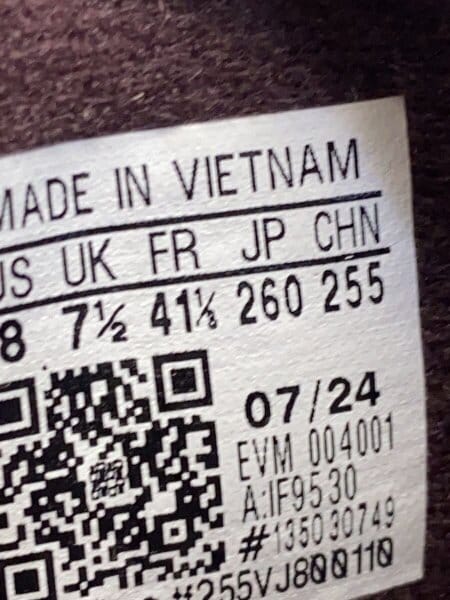 MADE IN VIETNAM
US UK FR JP CHN
8 7½ 41⅓ 260 255
07/24
EVM 004001
A:IF9530
#135030749
#255VJ800110